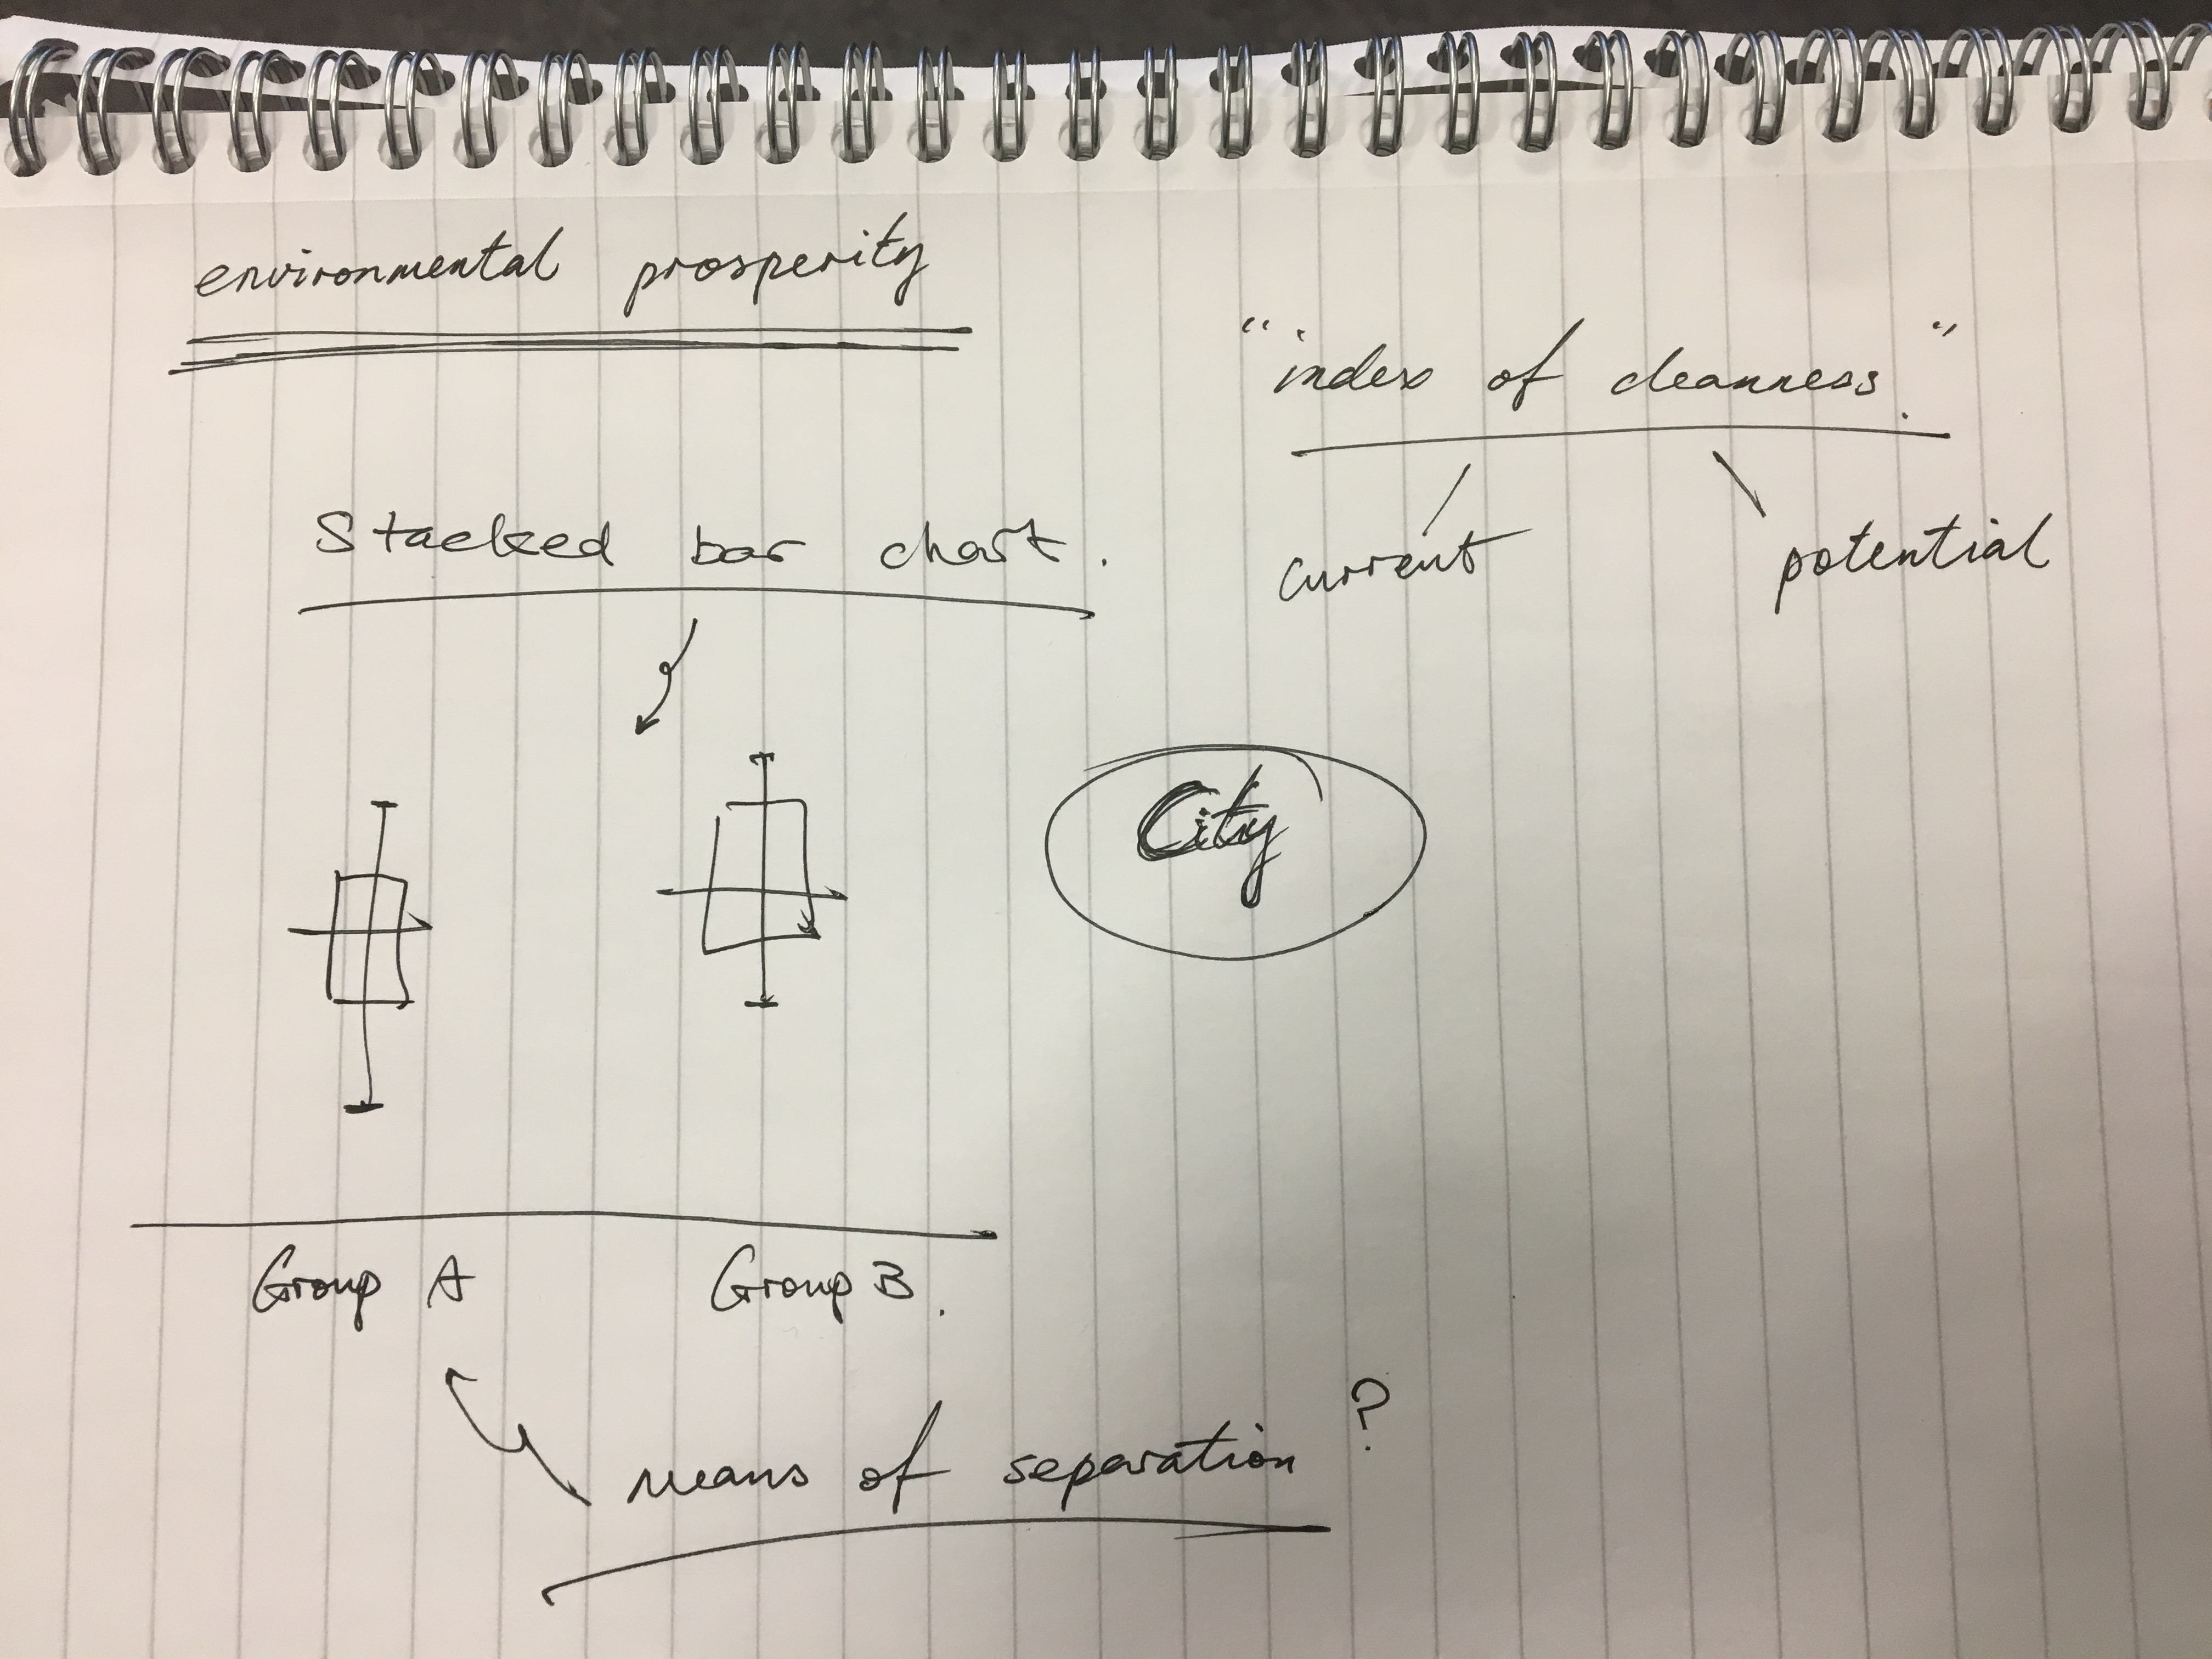 environmental prosperity
Stacked bar chart.
"index of cleanness"
current
potential
City
Group A
Group B.
means of separation ?